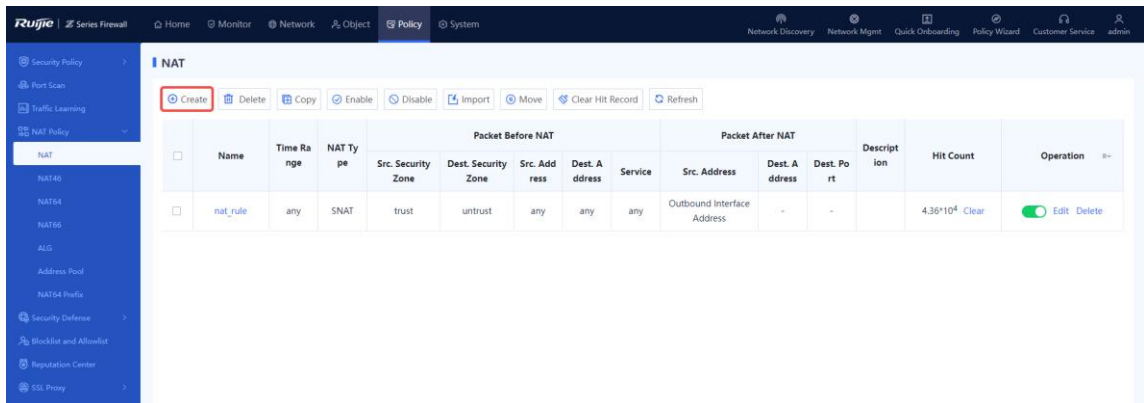 Ruijie | Z Series Firewall
Home Monitor Network Object Policy System
Network Discovery Network Mgmt Quick Onboarding Policy Wizard Customer Service admin
Security Policy
Port Scan
Traffic Learning
NAT Policy
NAT
NAT46
NAT64
NAT66
ALG
Address Pool
NAT64 Prefix
Security Defense
Blocklist and Allowlist
Reputation Center
SSL Proxy
NAT
Create Delete Copy Enable Disable Import Move Clear Hit Record Refresh
Packet Before NAT Packet After NAT
Name Time Ra NAT Ty Descript Hit Count Operation
nge pe ion
Src. Security Dest. Security Src. Add Dest. A Service Src. Address Dest. A Dest. Po
Zone Zone ress ddress ddress rt
nat_rule any SNAT trust untrust any any any Outbound Interface - - 4.36*10⁴ Clear Edit Delete
Address